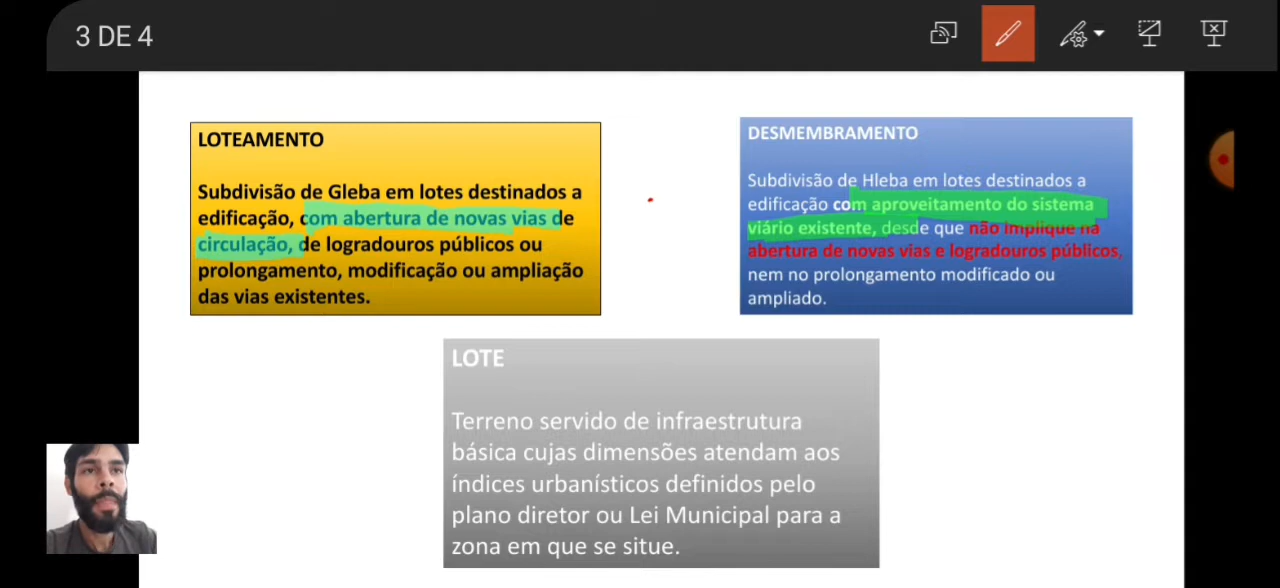 3 DE 4
LOTEAMENTO
Subdivisão de Gleba em lotes destinados a
edificação, com abertura de novas vias de
circulação, de logradouros públicos ou
prolongamento, modificação ou ampliação
das vias existentes.
DESMEMBRAMENTO
Subdivisão de Hleba em lotes destinados a
edificação com aproveitamento do sistema
viário existente, desde que não implique na
abertura de novas vias e logradouros públicos,
nem no prolongamento modificado ou
ampliado.
LOTE
Terreno servido de infraestrutura
básica cujas dimensões atendam aos
índices urbanísticos definidos pelo
plano diretor ou Lei Municipal para a
zona em que se situe.